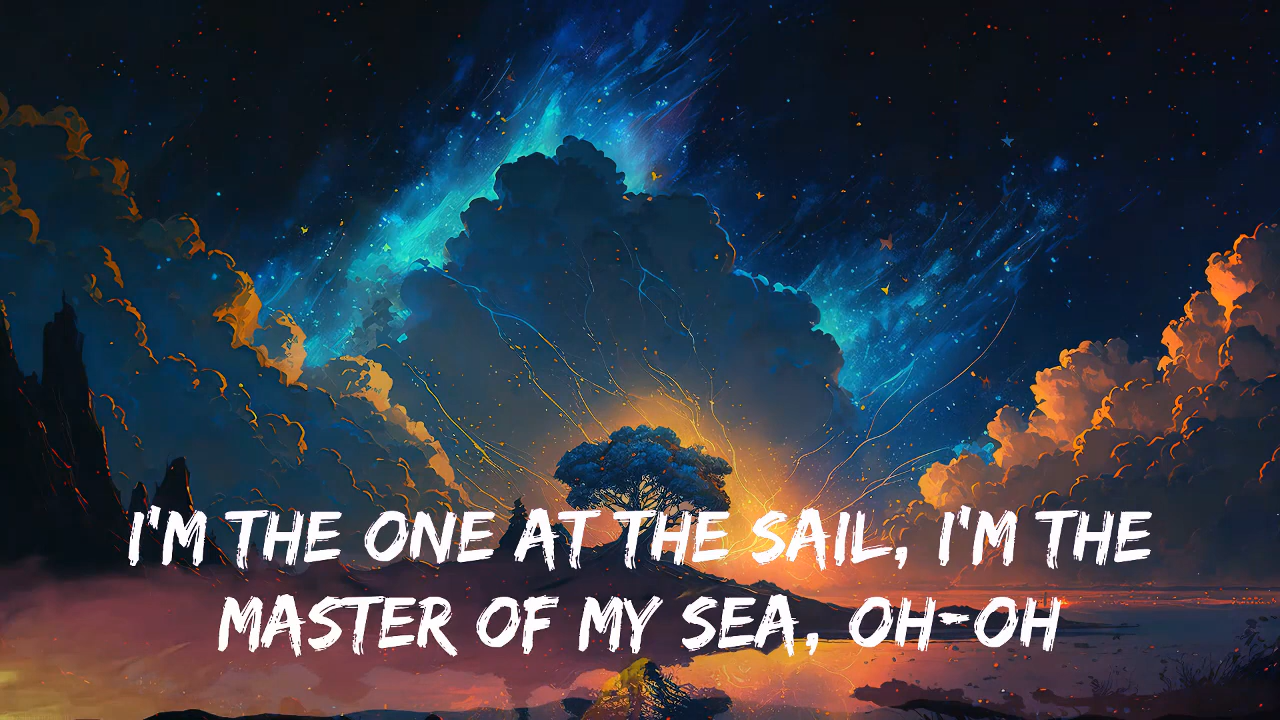 I'M THE ONE AT THE SAIL, I'M THE
MASTER OF MY SEA, OH-OH